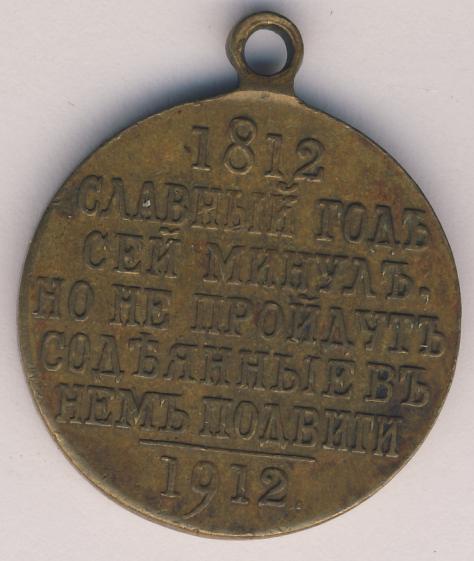 1812
СЛАВНЫЙ ГОДЪ
СЕЙ МИНУЛЪ,
НО НЕ ПРОЙДУТЪ
СОДѢЯННЫЕ ВЪ
НЕМЪ ПОДВИГИ
1912.